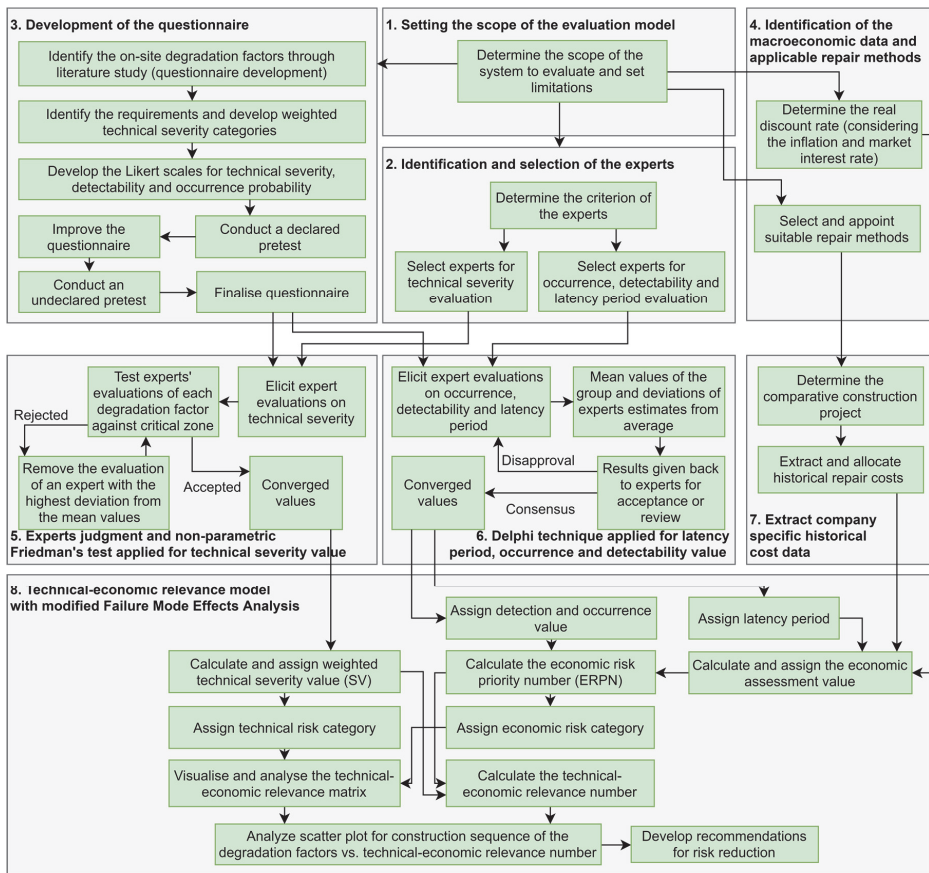 3. Development of the questionnaire
Identify the on-site degradation factors through
literature study (questionnaire development)
Identify the requirements and develop weighted
technical severity categories
Develop the Likert scales for technical severity,
detectability and occurrence probability
Improve the
questionnaire
Conduct a declared
pretest
Conduct an
undeclared pretest
Finalise questionnaire
1. Setting the scope of the evaluation model
Determine the scope of the
system to evaluate and set
limitations
2. Identification and selection of the experts
Determine the criterion of
the experts
Select experts for
technical severity
evaluation
Select experts for
occurrence, detectability and
latency period evaluation
4. Identification of the
macroeconomic data and
applicable repair methods
Determine the real
discount rate (considering
the inflation and market
interest rate)
Select and appoint
suitable repair methods
Test experts'
evaluations of each
degradation factor
against critical zone
Elicit expert
evaluations on
technical severity
Rejected
Remove the evaluation
of an expert with the
highest deviation from
the mean values
Accepted
Converged
values
5. Experts judgment and non-parametric
Friedman's test applied for technical severity value
Elicit expert evaluations
on occurrence,
detectability and latency
period
Mean values of the
group and deviations of
experts estimates from
average
Disapproval
Converged
values
Consensus
Results given back
to experts for
acceptance or
review
6. Delphi technique applied for latency
period, occurrence and detectability value
Determine the
comparative construction
project
Extract and allocate
historical repair costs
7. Extract company
specific historical
cost data
8. Technical-economic relevance model
with modified Failure Mode Effects Analysis
Assign detection and occurrence
value
Assign latency period
Calculate and assign weighted
technical severity value (SV)
Calculate the economic risk
priority number (ERPN)
Calculate and assign the economic
assessment value
Assign technical risk category
Assign economic risk category
Visualise and analyse the technical-
economic relevance matrix
Calculate the technical-
economic relevance number
Analyze scatter plot for construction sequence of the
degradation factors vs. technical-economic relevance number
Develop recommendations
for risk reduction